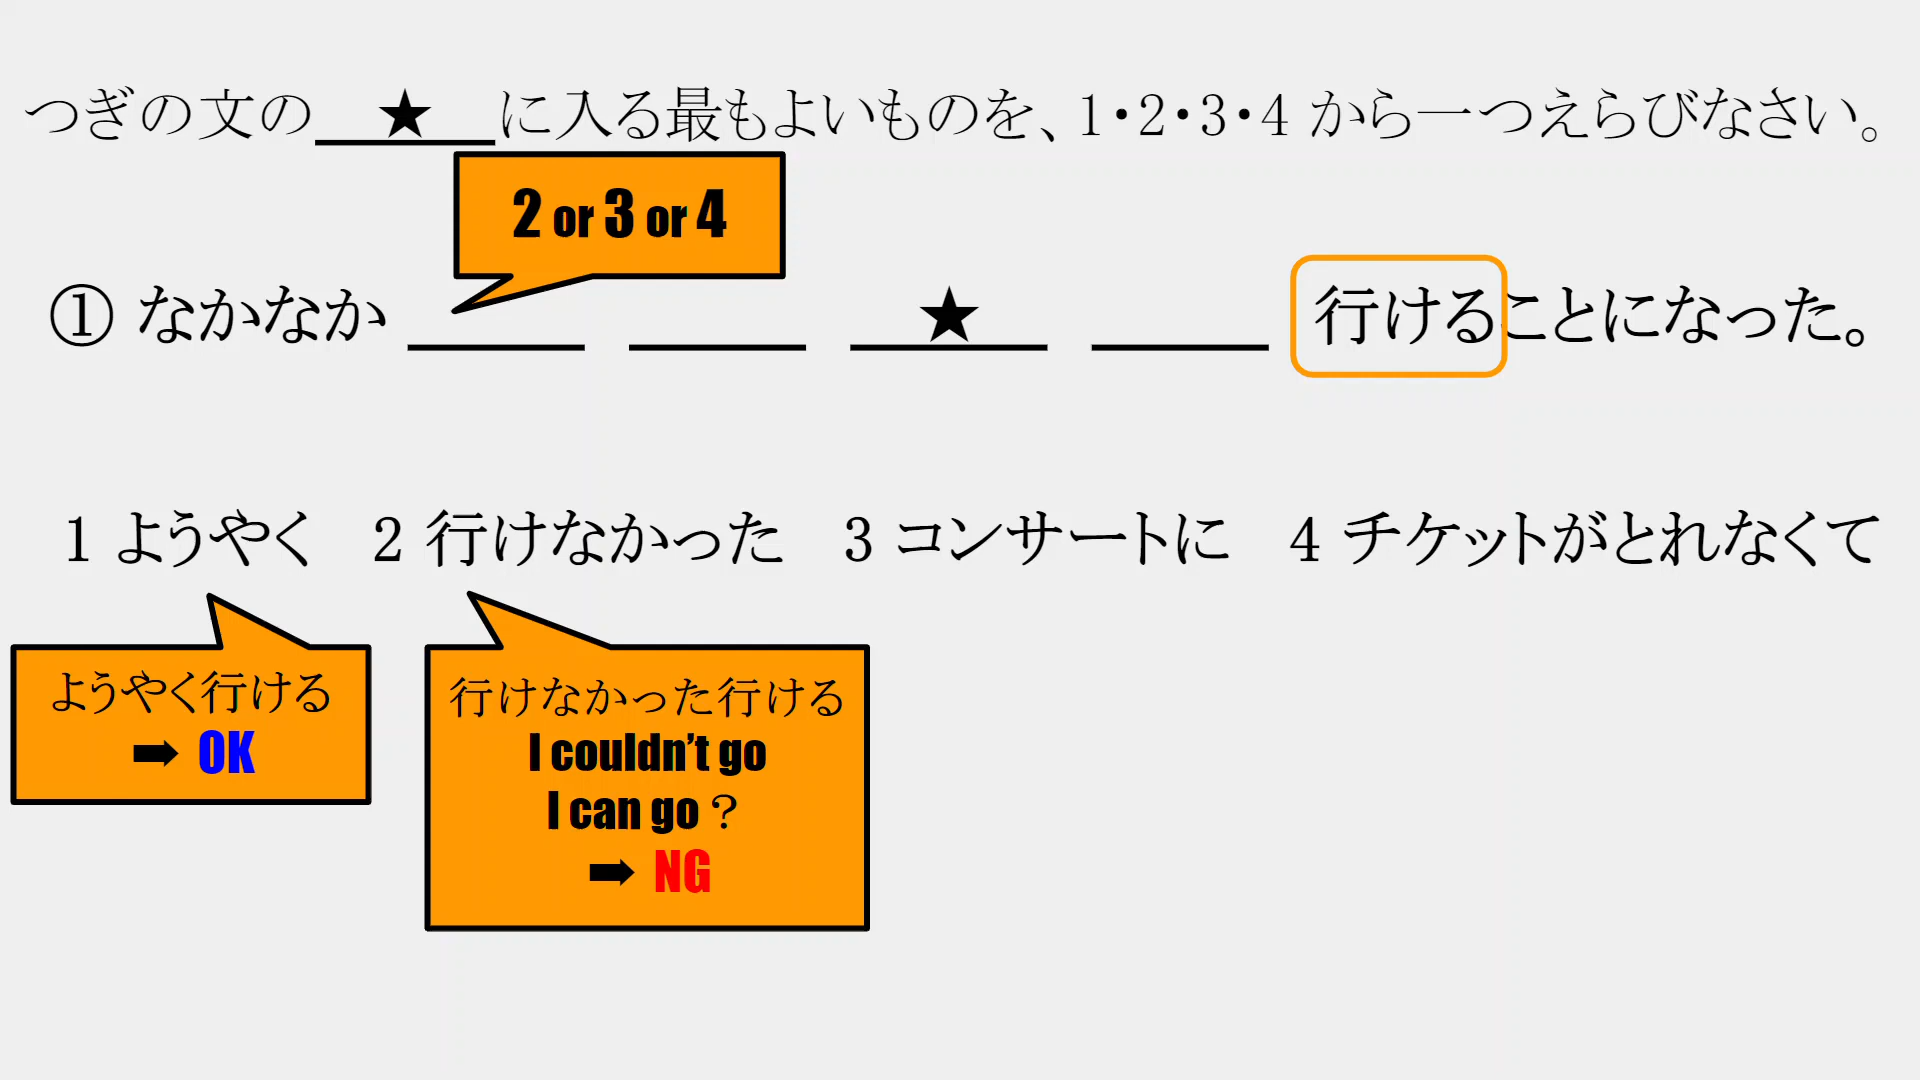 つぎの文の ★ に入る最もよいものを、1・2・3・4 から一つえらびなさい。
2 or 3 or 4
① なかなか ★ 行けることになった。
1 ようやく 2 行けなかった 3 コンサートに 4 チケットがとれなくて
ようやく行ける
➡ OK
行けなかった行ける
I couldn't go
I can go ?
➡ NG